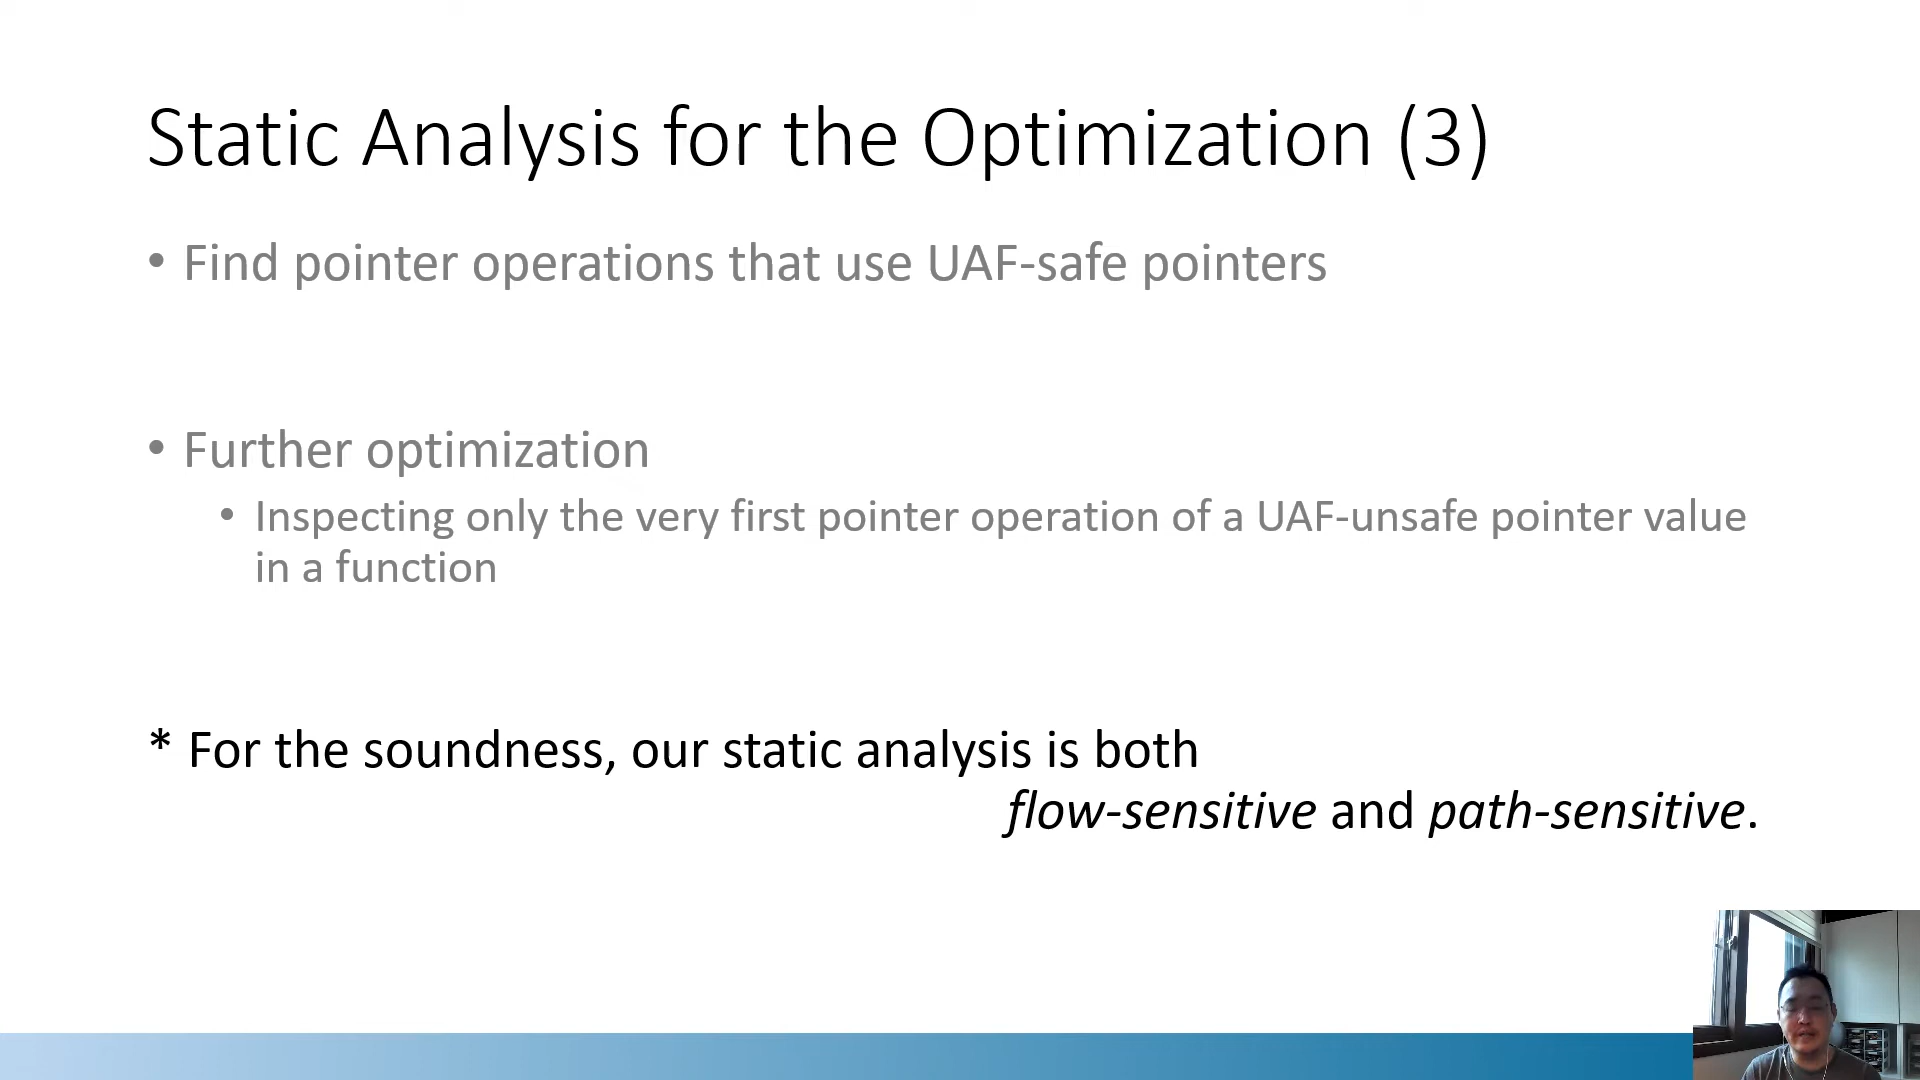 Static Analysis for the Optimization (3)
• Find pointer operations that use UAF-safe pointers
• Further optimization
• Inspecting only the very first pointer operation of a UAF-unsafe pointer value
in a function
* For the soundness, our static analysis is both
flow-sensitive and path-sensitive.